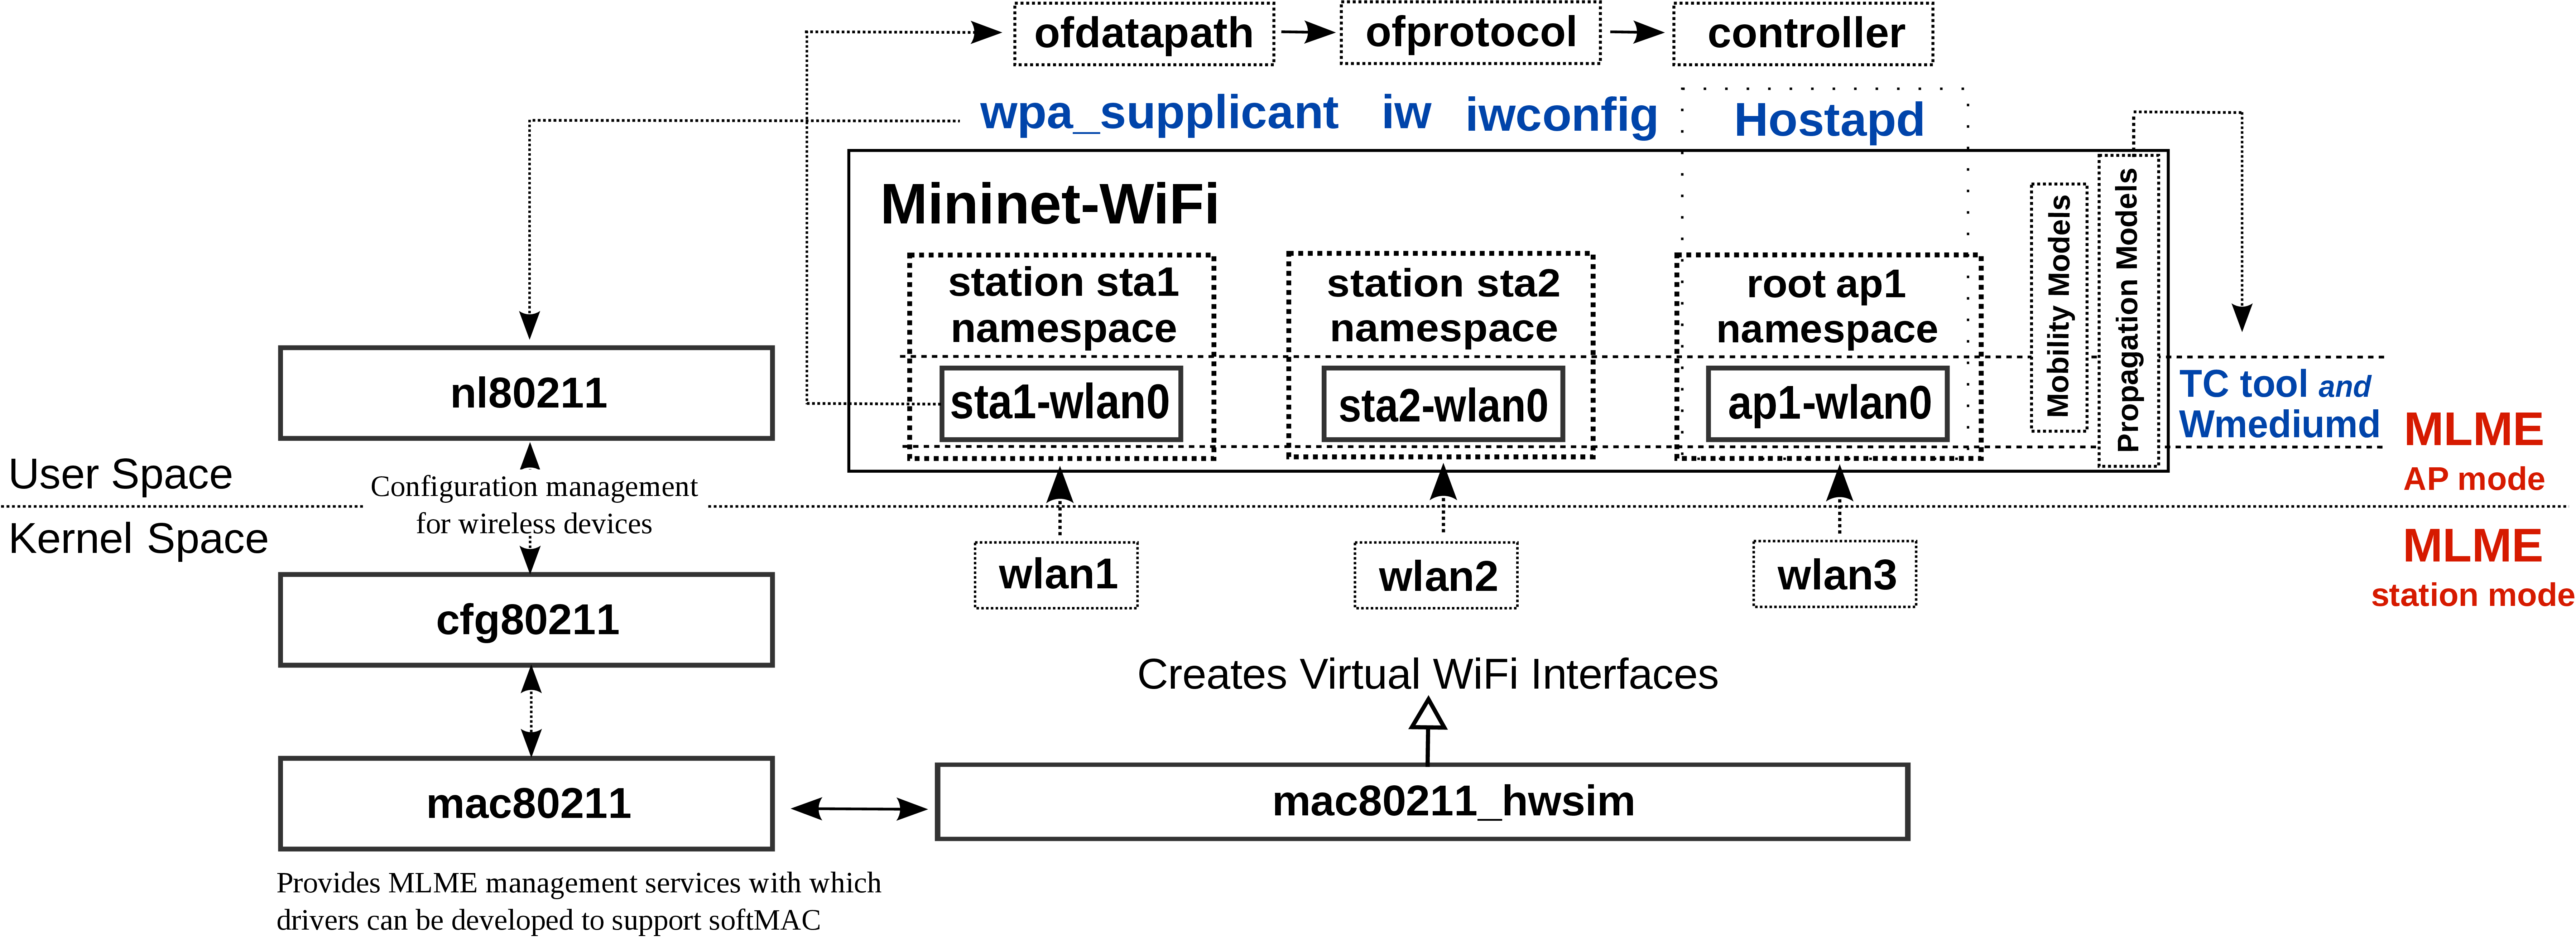 ofdatapath
ofprotocol
controller
wpa_supplicant
iw
iwconfig
Hostapd
Mininet-WiFi
station sta1
namespace
sta1-wlan0
station sta2
namespace
sta2-wlan0
root ap1
namespace
ap1-wlan0
Mobility Models
Propagation Models
TC tool and
Wmediumd
MLME
AP mode
nl80211
User Space
Configuration management
for wireless devices
Kernel Space
MLME
station mode
wlan1
wlan2
wlan3
cfg80211
Creates Virtual WiFi Interfaces
mac80211
mac80211_hwsim
Provides MLME management services with which
drivers can be developed to support softMAC